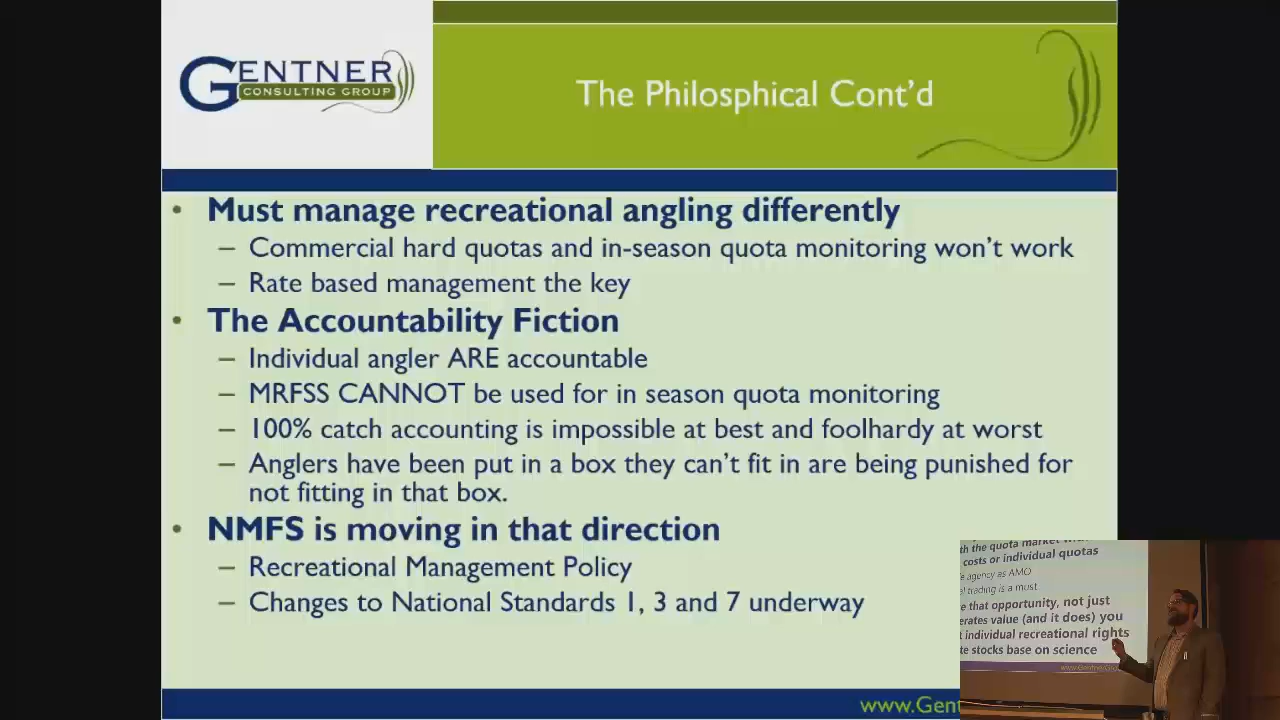 GENTNER
CONSULTING GROUP
The Philosphical Cont'd
• Must manage recreational angling differently
– Commercial hard quotas and in-season quota monitoring won't work
– Rate based management the key
• The Accountability Fiction
– Individual angler ARE accountable
– MRFSS CANNOT be used for in season quota monitoring
– 100% catch accounting is impossible at best and foolhardy at worst
– Anglers have been put in a box they can't fit in are being punished for
not fitting in that box.
• NMFS is moving in that direction
– Recreational Management Policy
– Changes to National Standards 1, 3 and 7 underway
www.Gent
the quota market
costs or individual quotas
agency as AMO
trading is a must
that opportunity, not just
value (and it does) you
individual recreational rights
stocks base on science